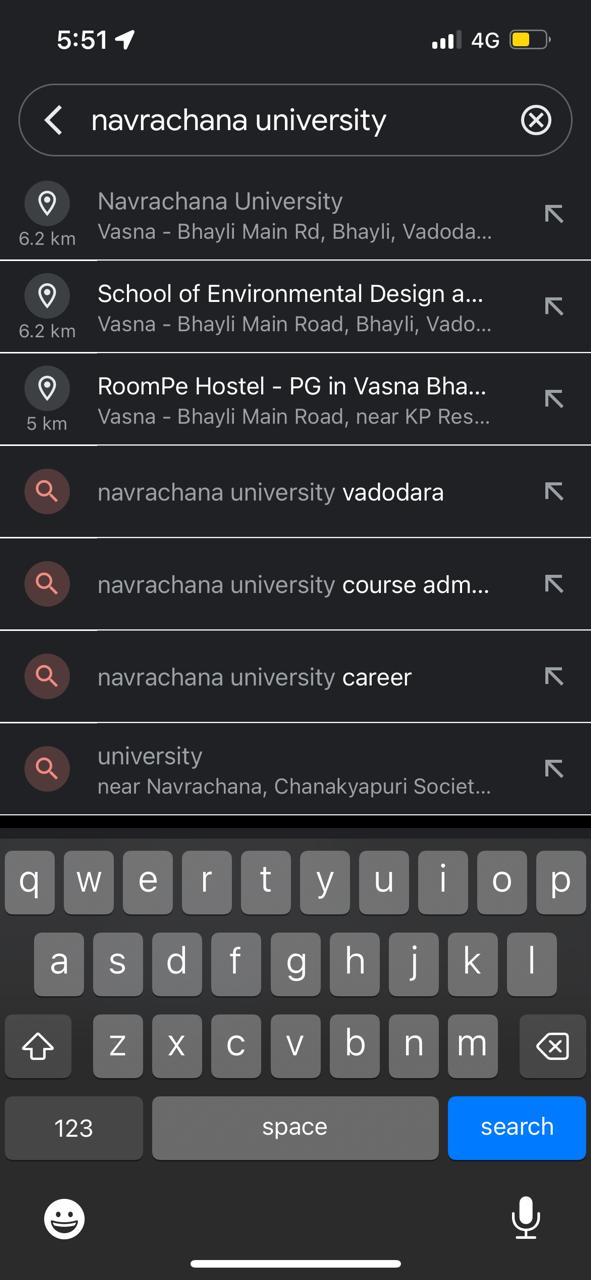 5:51 4G
navrachana university
Navrachana University
6.2 km Vasna - Bhayli Main Rd, Bhayli, Vadoda...
School of Environmental Design a...
6.2 km Vasna - Bhayli Main Road, Bhayli, Vado...
RoomPe Hostel - PG in Vasna Bha...
5 km Vasna - Bhayli Main Road, near KP Res...
navrachana university vadodara
navrachana university course adm...
navrachana university career
university
near Navrachana, Chanakyapuri Societ...
q w e r t y u i o p
a s d f g h j k l
z x c v b n m
123 space search